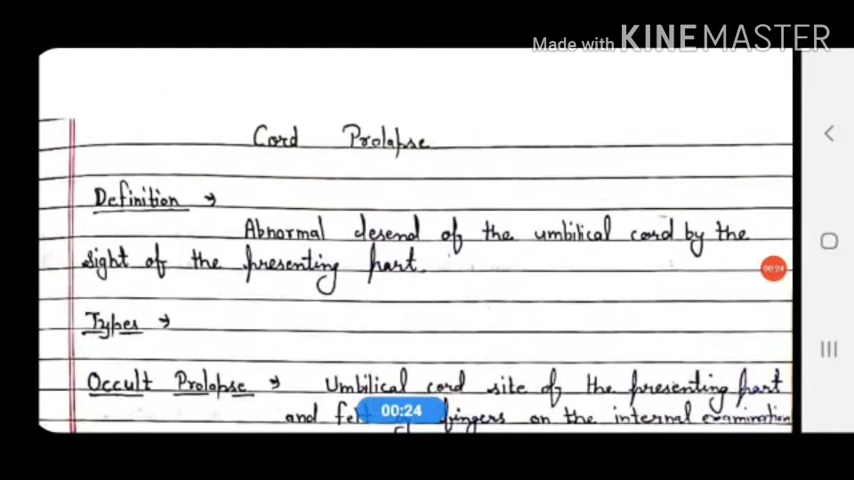 Made with KINEMASTER
Cord Prolapse
Definition →
Abnormal desend of the umbilical cord by the
sight of the presenting part.
00:24
Types →
Occult Prolapse → Umbilical cord site of the presenting part
and fingers on the internal examination
00:24